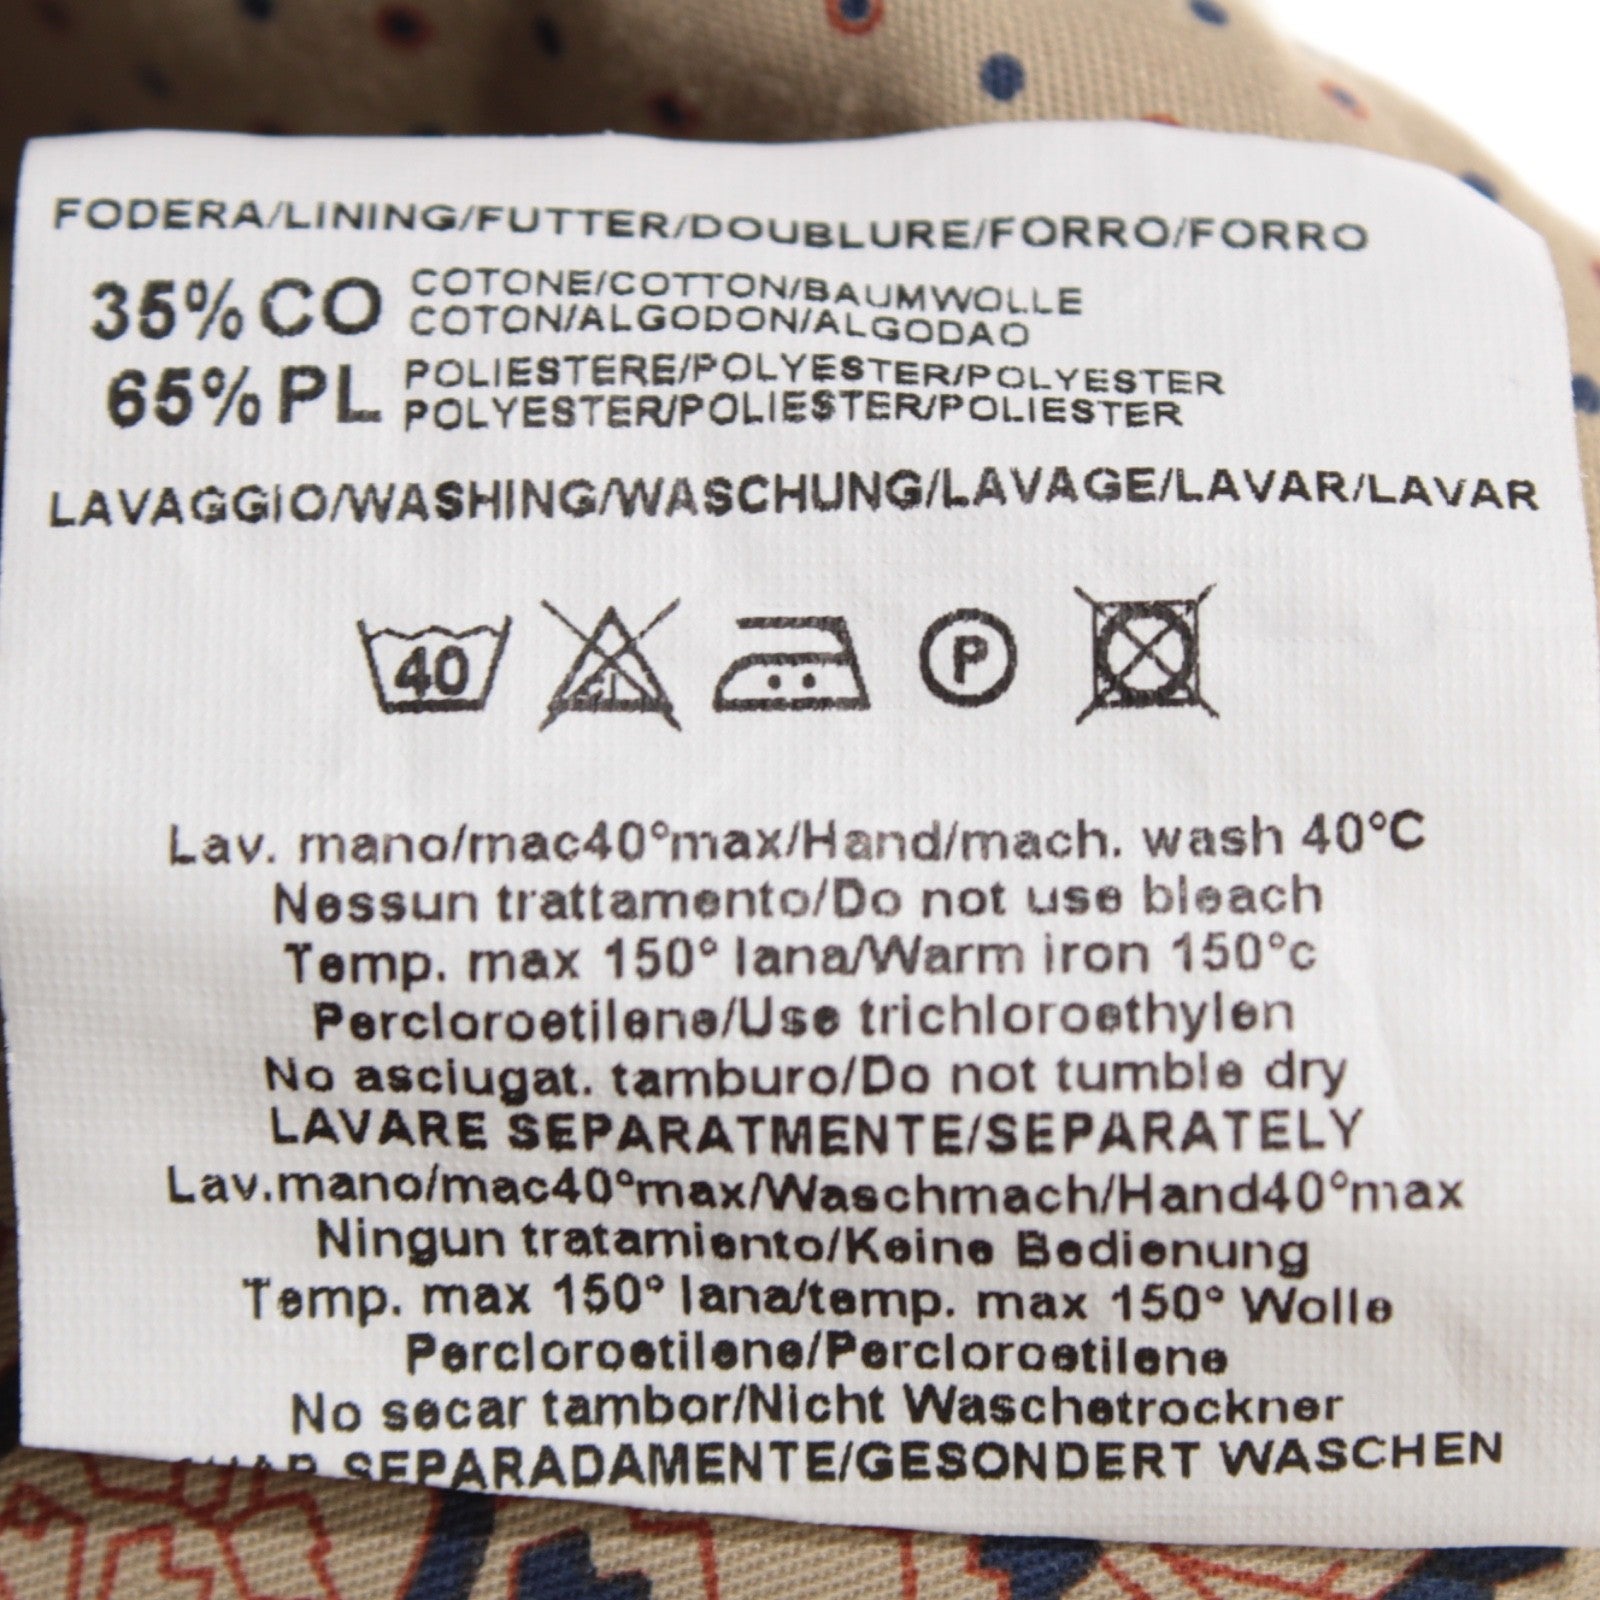 FODERA/LINING/FUTTER/DOUBLURE/FORRO/FORRO
35% CO COTONE/COTTON/BAUMWOLLE
COTON/ALGODON/ALGODAO
65% PL POLIESTERE/POLYESTER/POLYESTER
POLYESTER/POLIESTER/POLIESTER
LAVAGGIO/WASHING/WASCHUNG/LAVAGE/LAVAR/LAVAR
40 CL P
Lav. mano/mac40°max/Hand/mach. wash 40°C
Nessun trattamento/Do not use bleach
Temp. max 150° lana/Warm iron 150°c
Percloroetilene/Use trichloroethylen
No asciugat. tamburo/Do not tumble dry
LAVARE SEPARATMENTE/SEPARATELY
Lav.mano/mac40°max/Waschmach/Hand40°max
Ningun tratamiento/Keine Bedienung
Temp. max 150° lana/temp. max 150° Wolle
Percloroetilene/Percloroetilene
No secar tambor/Nicht Waschetrockner
SEPARADAMENTE/GESONDERT WASCHEN